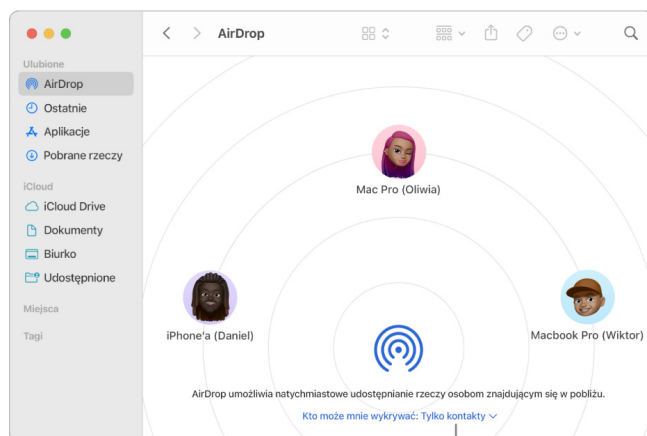 AirDrop
Ulubione
AirDrop
Ostatnie
Aplikacje
Pobrane rzeczy
iCloud
iCloud Drive
Dokumenty
Biurko
Udostępnione
Miejsca
Tagi
Mac Pro (Oliwia)
iPhone'a (Daniel)
Macbook Pro (Wiktor)
AirDrop umożliwia natychmiastowe udostępnianie rzeczy osobom znajdującym się w pobliżu.
Kto może mnie wykrywać: Tylko kontakty